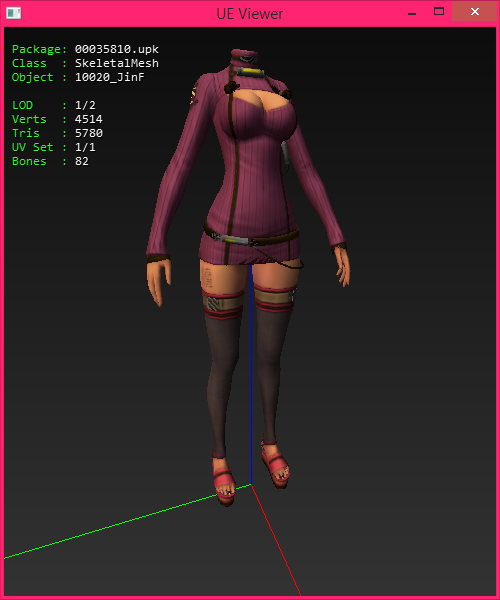 UE Viewer
Package: 00035810.upk
Class : SkeletalMesh
Object : 10020_JinF
LOD : 1/2
Verts : 4514
Tris : 5780
UV Set : 1/1
Bones : 82